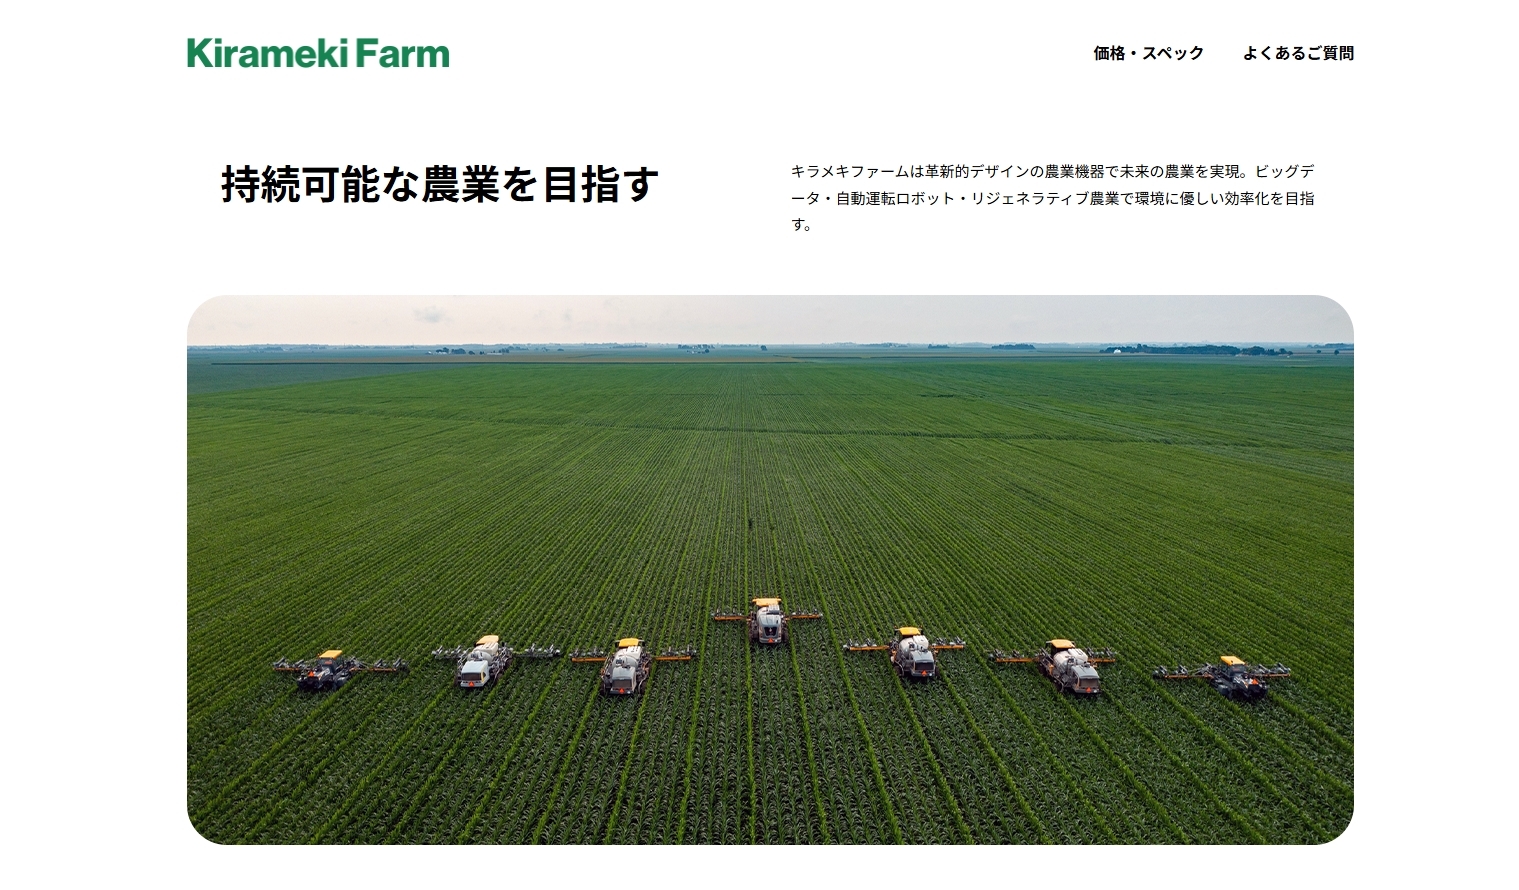 Kirameki Farm
価格・スペック
よくあるご質問
持続可能な農業を目指す
キラメキファームは革新的デザインの農業機器で未来の農業を実現。ビッグデ
ータ・自動運転ロボット・リジェネラティブ農業で環境に優しい効率化を目指
す。